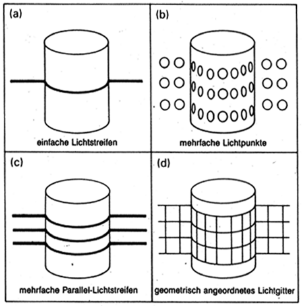 (a)
einfache Lichtstreifen
(b)
mehrfache Lichtpunkte
(c)
mehrfache Parallel-Lichtstreifen
(d)
geometrisch angeordnetes Lichtgitter